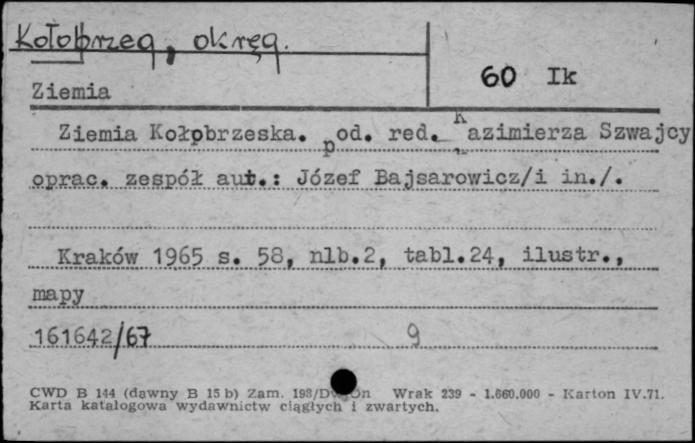 Kołobrzeg, okręg.
60 Ik
Ziemia
Ziemia Kołobrzeska. pod. red. Kazimierza Szwajcy
oprac. zespół aut.: Józef Bajsarowicz/i in./.
Kraków 1965 s. 58, nlb.2, tabl.24, ilustr.,
mapy
161642/67 9
CWD B 144 (dawny B 15 b) Zam. 198/ Wrak 239 - 1.660.000 - Karton IV.71.
Karta katalogowa wydawnictw ciągłych i zwartych.